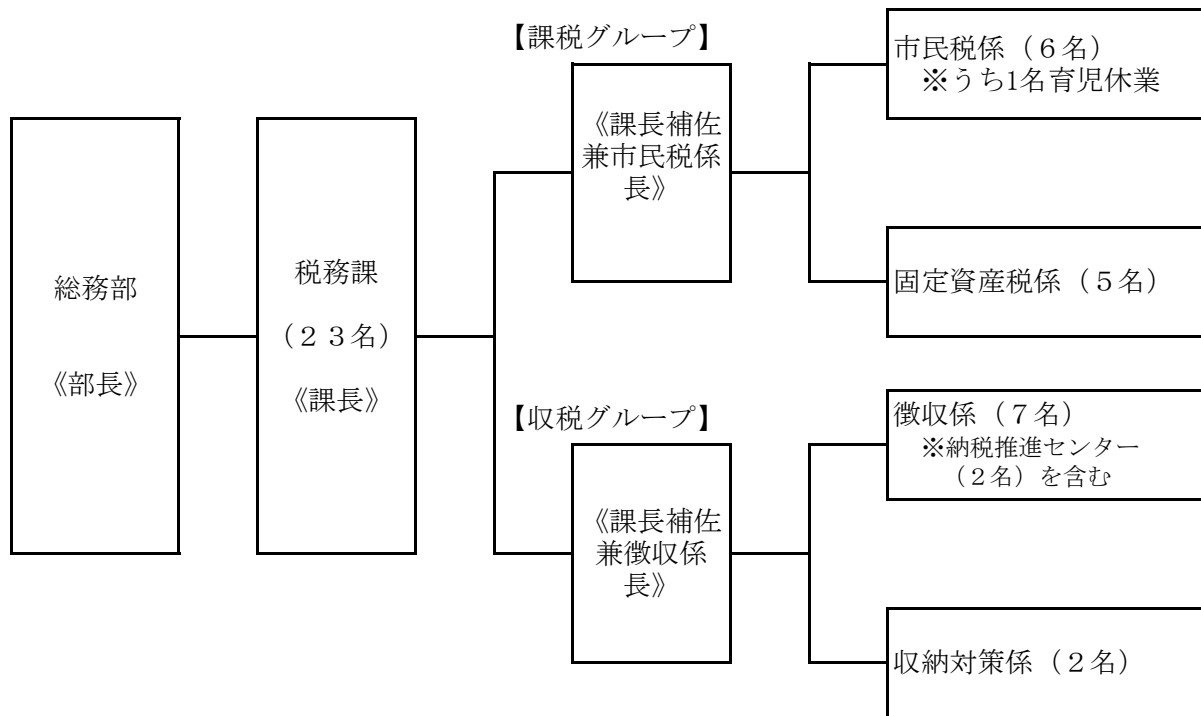 総務部
《部長》
税務課
（２３名）
《課長》
【課税グループ】
《課長補佐
兼市民税係
長》
市民税係（６名）
※うち1名育児休業
固定資産税係（５名）
【収税グループ】
《課長補佐
兼徴収係
長》
徴収係（７名）
※納税推進センター
（２名）を含む
収納対策係（２名）